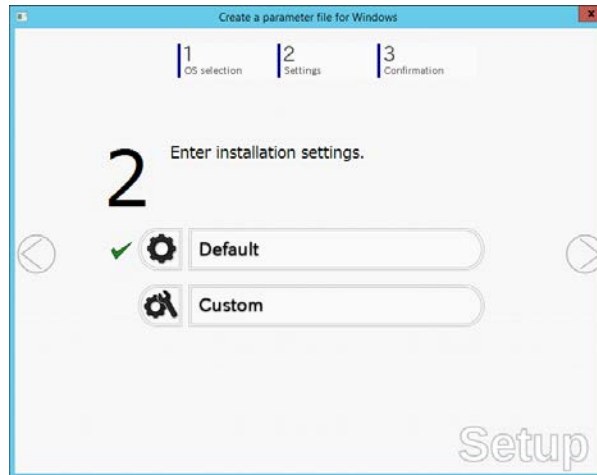 Create a parameter file for Windows
x
1
OS selection
2
Settings
3
Confirmation
2
Enter installation settings.
Default
Custom
Setup